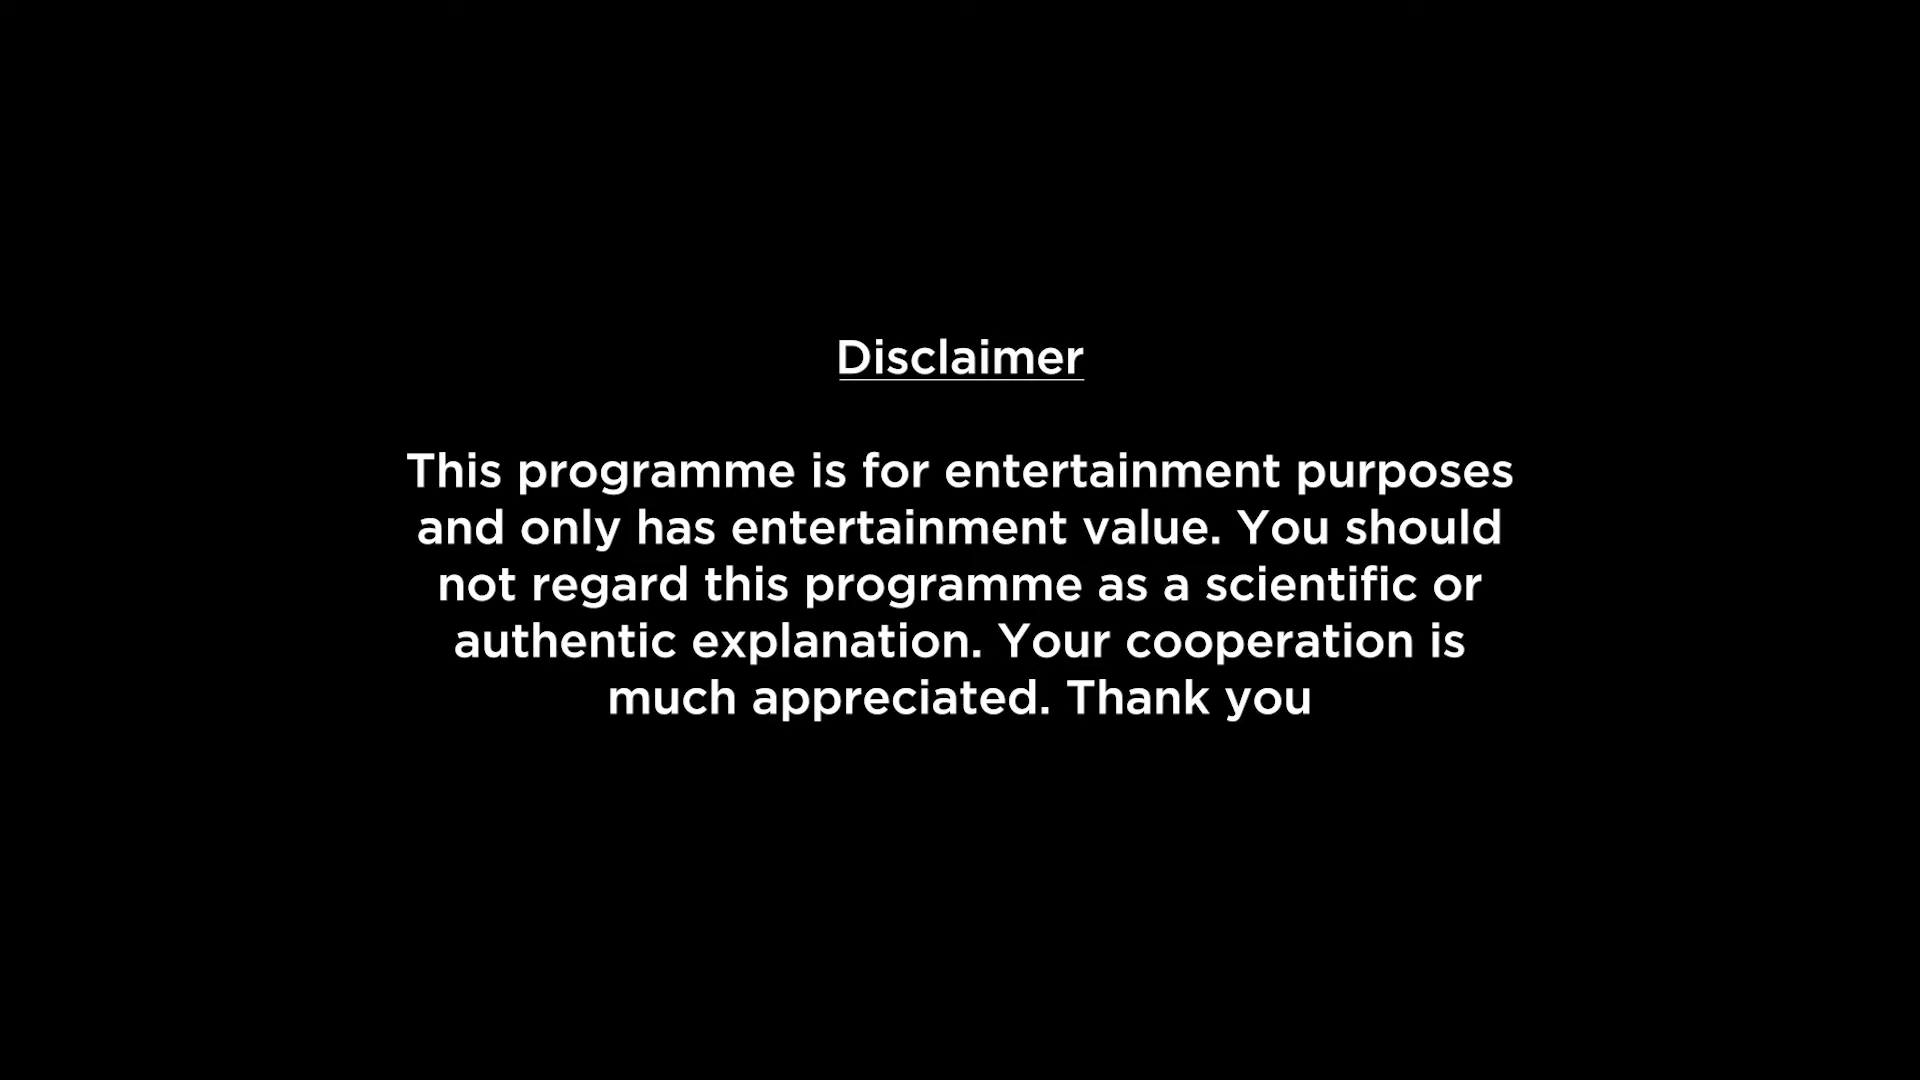 Disclaimer
This programme is for entertainment purposes
and only has entertainment value. You should
not regard this programme as a scientific or
authentic explanation. Your cooperation is
much appreciated. Thank you